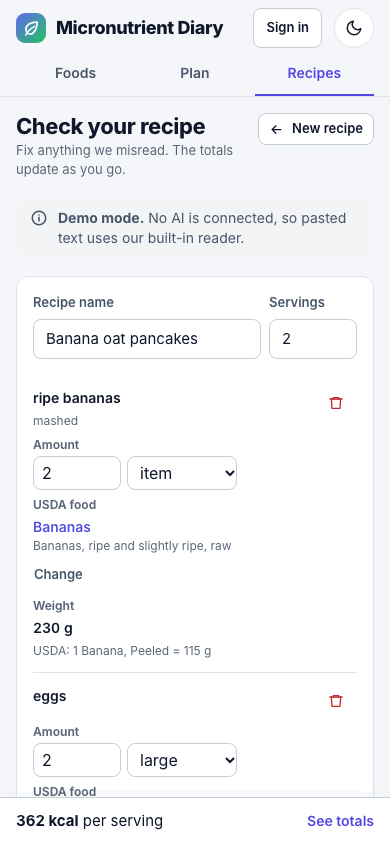 Micronutrient Diary
Sign in
Foods
Plan
Recipes
Check your recipe
← New recipe
Fix anything we misread. The totals
update as you go.
Demo mode. No AI is connected, so pasted
text uses our built-in reader.
Recipe name
Servings
Banana oat pancakes
2
ripe bananas
mashed
Amount
2
item
USDA food
Bananas
Bananas, ripe and slightly ripe, raw
Change
Weight
230 g
USDA: 1 Banana, Peeled = 115 g
eggs
Amount
2
large
USDA food
362 kcal per serving
See totals